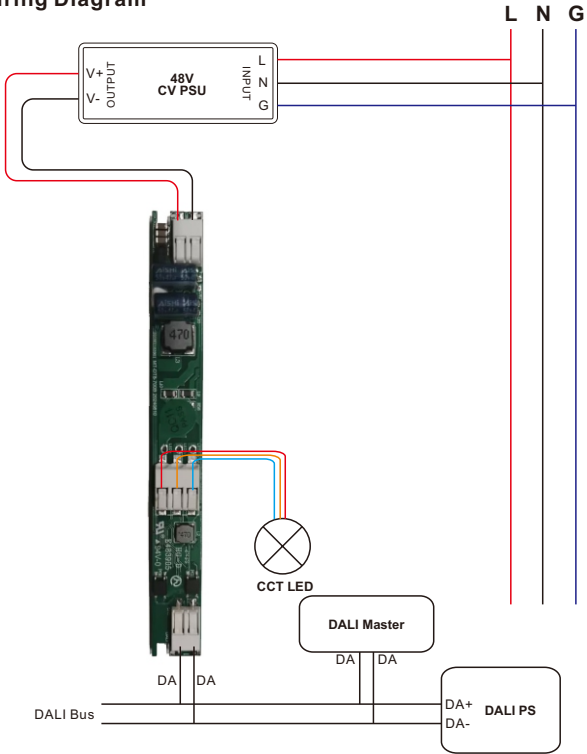 ring Diagram
L N G
V+
V-
OUTPUT
48V
CV PSU
INPUT
L
N
G
470
CCT LED
DALI Master
DA DA
DA DA
DALI Bus
DA+
DA-
DALI PS